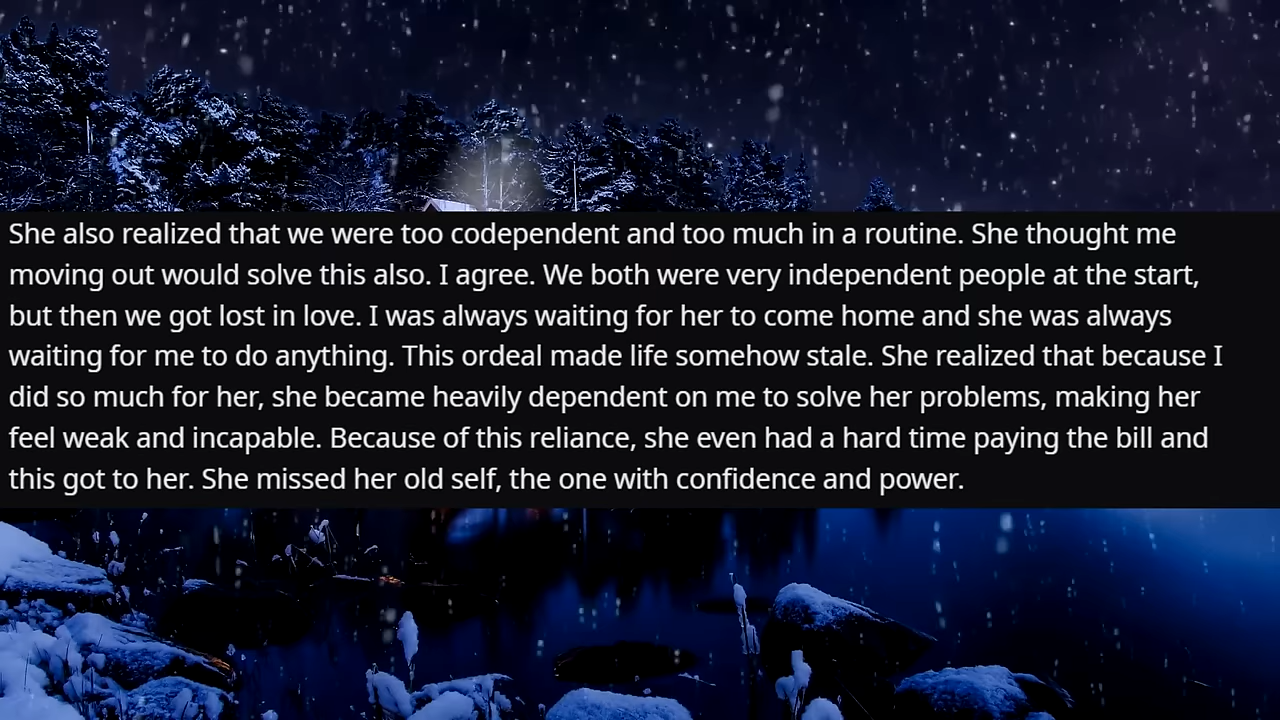 She also realized that we were too codependent and too much in a routine. She thought me
moving out would solve this also. I agree. We both were very independent people at the start,
but then we got lost in love. I was always waiting for her to come home and she was always
waiting for me to do anything. This ordeal made life somehow stale. She realized that because I
did so much for her, she became heavily dependent on me to solve her problems, making her
feel weak and incapable. Because of this reliance, she even had a hard time paying the bill and
this got to her. She missed her old self, the one with confidence and power.